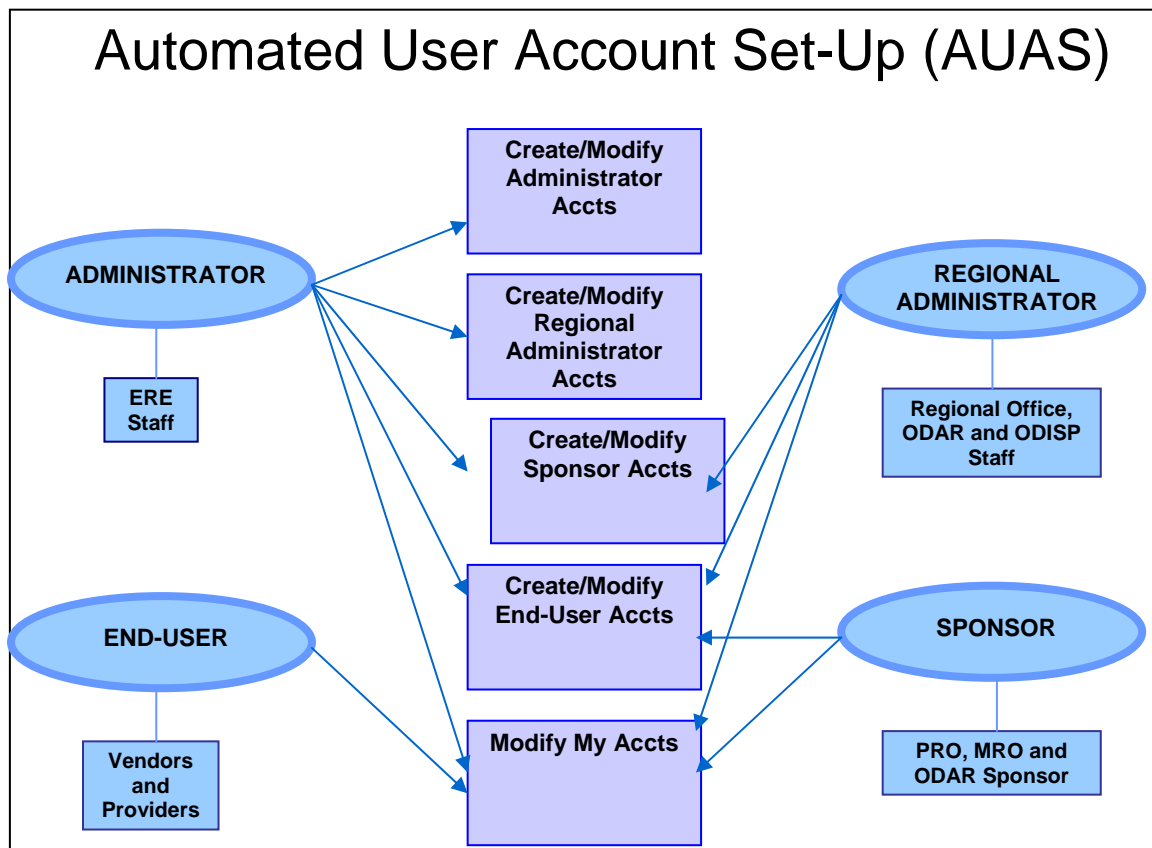 Automated User Account Set-Up (AUAS)
Create/Modify
Administrator
Accts
ADMINISTRATOR
REGIONAL
ADMINISTRATOR
Create/Modify
Regional
Administrator
Accts
ERE
Staff
Regional Office,
ODAR and ODISP
Staff
Create/Modify
Sponsor Accts
Create/Modify
End-User Accts
END-USER
SPONSOR
Modify My Accts
Vendors
and
Providers
PRO, MRO and
ODAR Sponsor